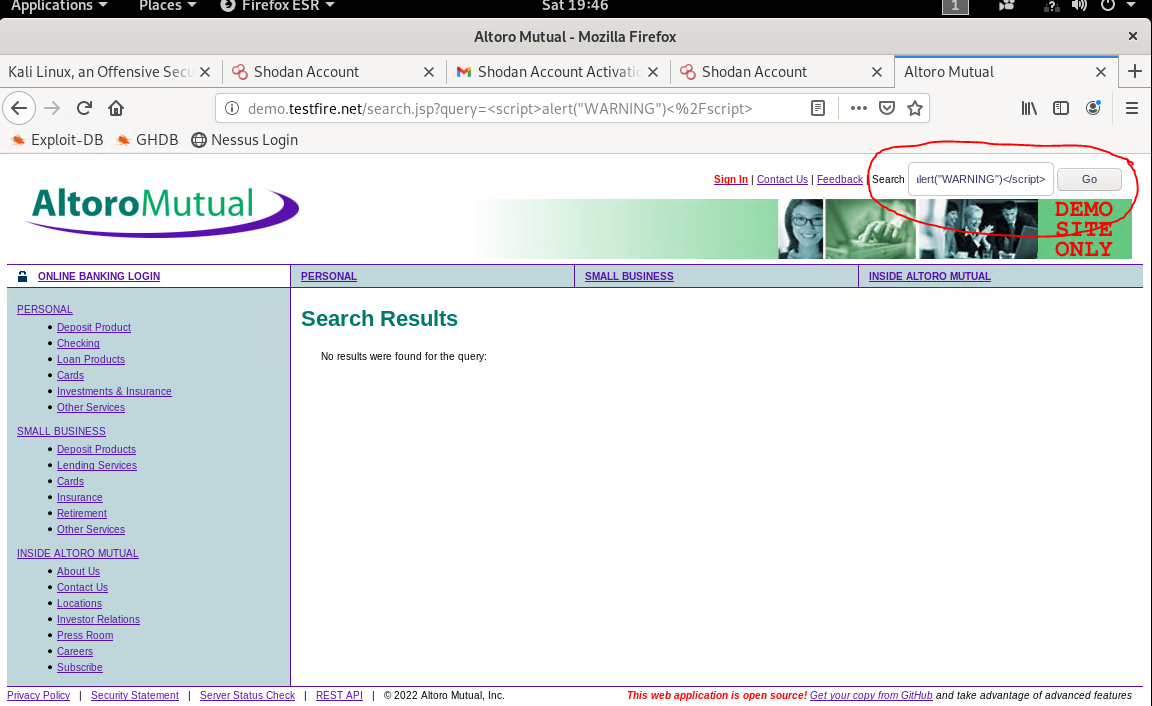 Applications Places Firefox ESR Sat 19:46 1
Altoro Mutual - Mozilla Firefox
Kali Linux, an Offensive Secu Shodan Account Shodan Account Activatio Shodan Account Altoro Mutual
demo.testfire.net/search.jsp?query=<script>alert("WARNING")<%2Fscript>
Exploit-DB GHDB Nessus Login
Sign In | Contact Us | Feedback | Search lert("WARNING")</script> Go
AltoroMutual
DEMO
SITE
ONLY
ONLINE BANKING LOGIN PERSONAL SMALL BUSINESS INSIDE ALTORO MUTUAL
PERSONAL
Deposit Product
Checking
Loan Products
Cards
Investments & Insurance
Other Services
SMALL BUSINESS
Deposit Products
Lending Services
Cards
Insurance
Retirement
Other Services
INSIDE ALTORO MUTUAL
About Us
Contact Us
Locations
Investor Relations
Press Room
Careers
Subscribe
Search Results
No results were found for the query:
Privacy Policy | Security Statement | Server Status Check | REST API | © 2022 Altoro Mutual, Inc. This web application is open source! Get your copy from GitHub and take advantage of advanced features